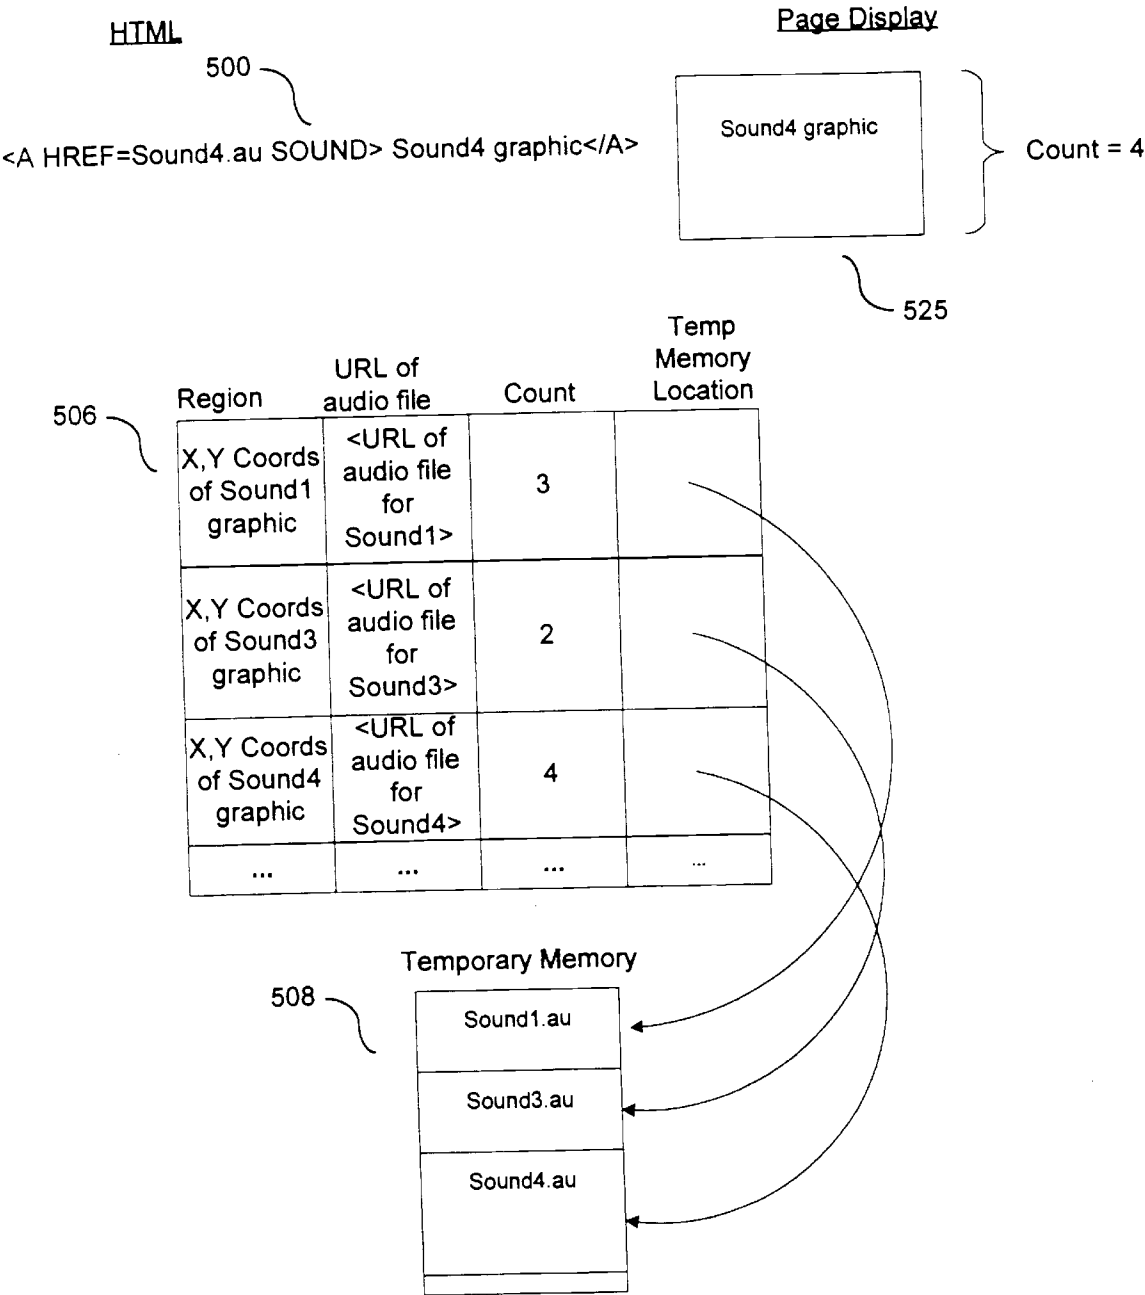 HTML
Page Display
500
<A HREF=Sound4.au SOUND> Sound4 graphic</A>
Sound4 graphic
Count = 4
525
506
Region
URL of
audio file
Count
Temp
Memory
Location
X,Y Coords
of Sound1
graphic
<URL of
audio file
for
Sound1>
3
X,Y Coords
of Sound3
graphic
<URL of
audio file
for
Sound3>
2
X,Y Coords
of Sound4
graphic
<URL of
audio file
for
Sound4>
4
...
...
...
...
Temporary Memory
508
Sound1.au
Sound3.au
Sound4.au